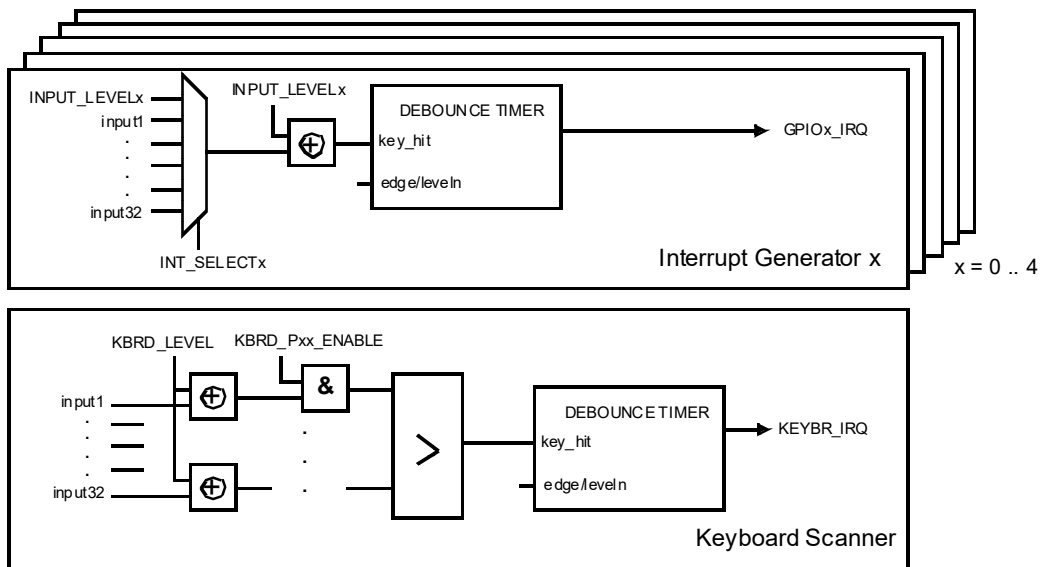 INPUT_LEVELx
INPUT_LEVELx
input1
.
.
.
.
input32
INT_SELECTx
DEBOUNCE TIMER
key_hit
edge/leveln
GPIOx_IRQ
Interrupt Generator x
x = 0 .. 4
KBRD_LEVEL
KBRD_Pxx_ENABLE
&
input1
.
.
.
.
input32
.
.
.
>
DEBOUNCE TIMER
key_hit
edge/leveln
KEYBR_IRQ
Keyboard Scanner